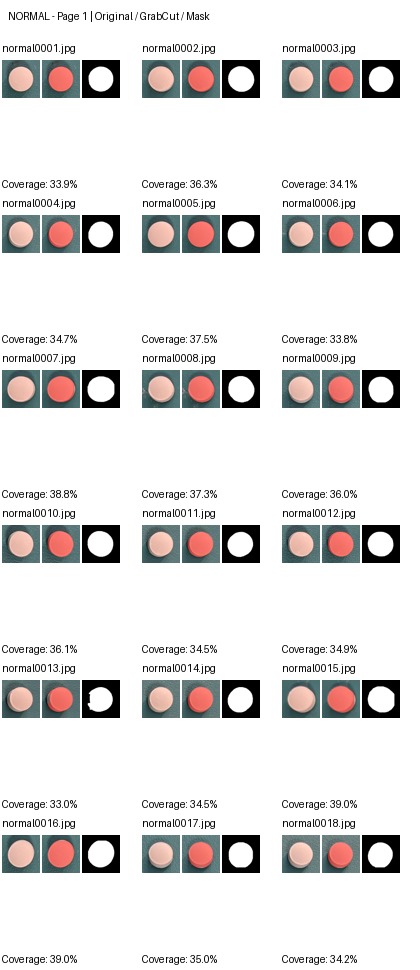 NORMAL - Page 1 | Original / GrabCut / Mask
normal0001.jpg normal0002.jpg normal0003.jpg
Coverage: 33.9% Coverage: 36.3% Coverage: 34.1%
normal0004.jpg normal0005.jpg normal0006.jpg
Coverage: 34.7% Coverage: 37.5% Coverage: 33.8%
normal0007.jpg normal0008.jpg normal0009.jpg
Coverage: 38.8% Coverage: 37.3% Coverage: 36.0%
normal0010.jpg normal0011.jpg normal0012.jpg
Coverage: 36.1% Coverage: 34.5% Coverage: 34.9%
normal0013.jpg normal0014.jpg normal0015.jpg
Coverage: 33.0% Coverage: 34.5% Coverage: 39.0%
normal0016.jpg normal0017.jpg normal0018.jpg
Coverage: 39.0% Coverage: 35.0% Coverage: 34.2%